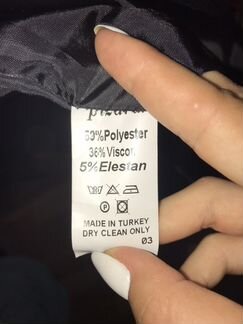 59%Polyester
36%Viscon
5%Elestan
P
MADE IN TURKEY
DRY CLEAN ONLY
03